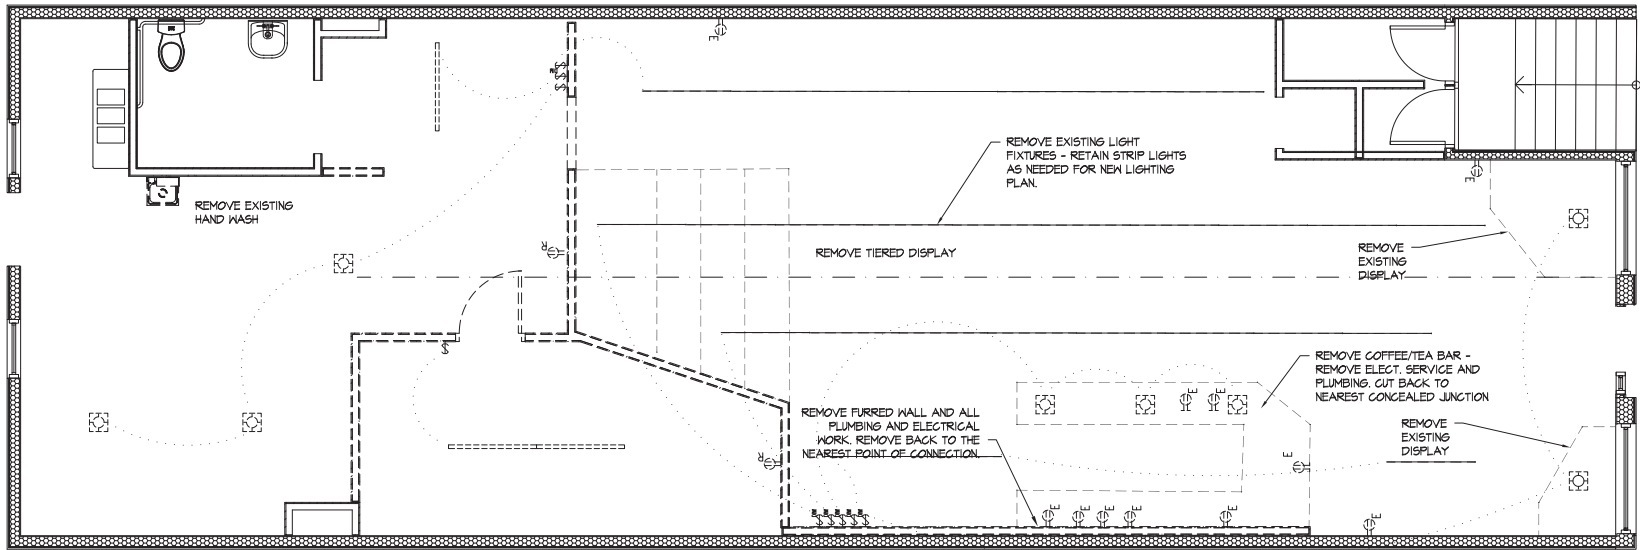 REMOVE EXISTING LIGHT
FIXTURES - RETAIN STRIP LIGHTS
AS NEEDED FOR NEW LIGHTING
PLAN.
REMOVE EXISTING
HAND WASH
REMOVE TIERED DISPLAY
REMOVE
EXISTING
DISPLAY
REMOVE COFFEE/TEA BAR -
REMOVE ELECT. SERVICE AND
PLUMBING. CUT BACK TO
NEAREST CONCEALED JUNCTION
REMOVE FURRED WALL AND ALL
PLUMBING AND ELECTRICAL
WORK. REMOVE BACK TO THE
NEAREST POINT OF CONNECTION.
REMOVE
EXISTING
DISPLAY
E
E
R
R
E
E
E
E
E
E
E
E
E
E
$
$
$
$